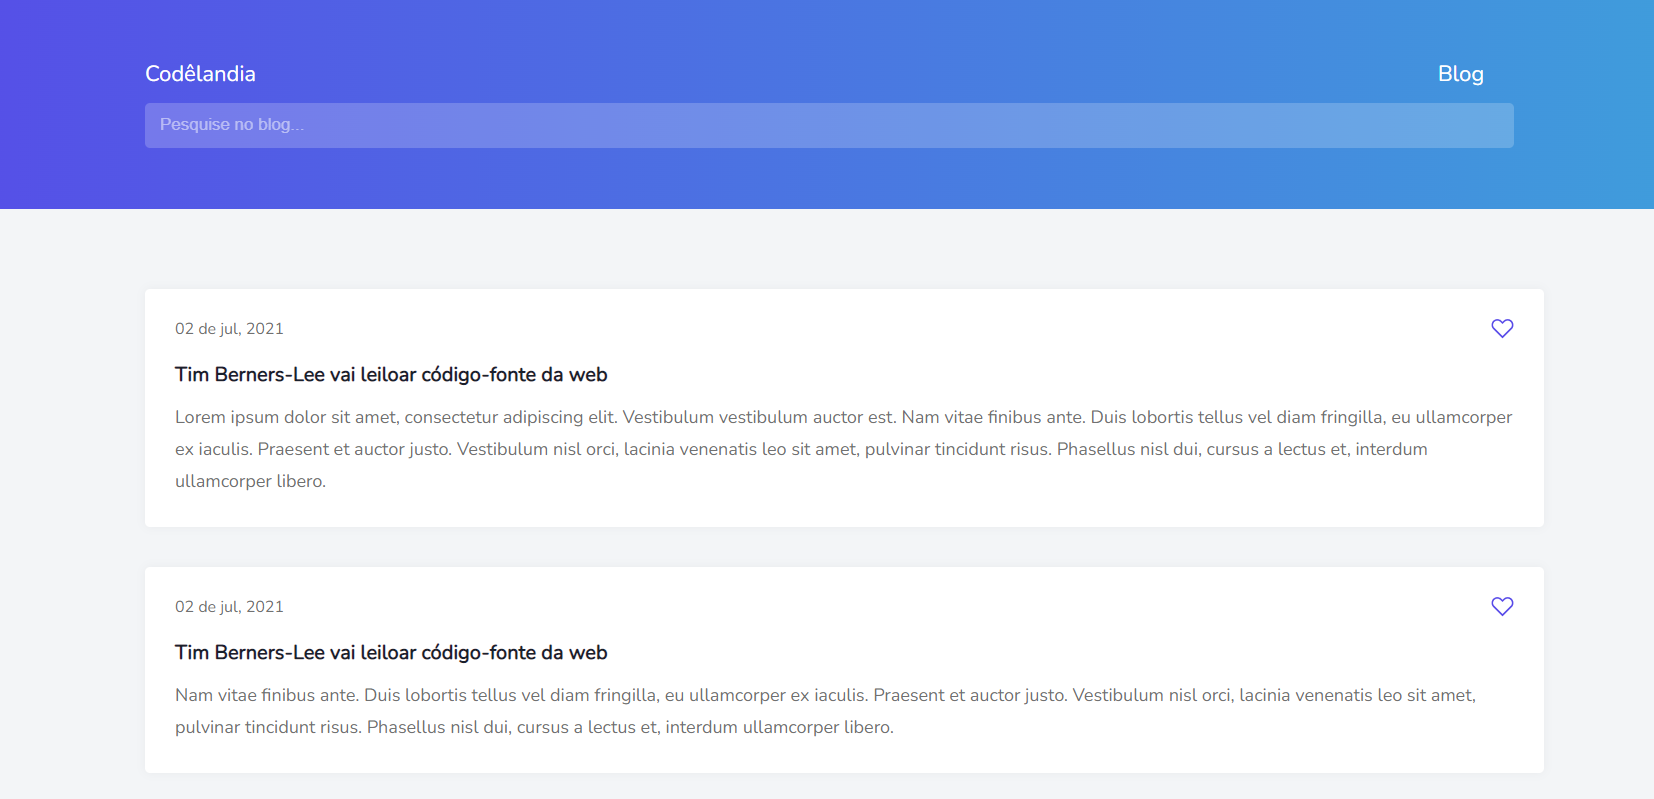 Codêlandia
Blog
Pesquise no blog...
02 de jul, 2021
Tim Berners-Lee vai leiloar código-fonte da web
Lorem ipsum dolor sit amet, consectetur adipiscing elit. Vestibulum vestibulum auctor est. Nam vitae finibus ante. Duis lobortis tellus vel diam fringilla, eu ullamcorper
ex iaculis. Praesent et auctor justo. Vestibulum nisl orci, lacinia venenatis leo sit amet, pulvinar tincidunt risus. Phasellus nisl dui, cursus a lectus et, interdum
ullamcorper libero.
02 de jul, 2021
Tim Berners-Lee vai leiloar código-fonte da web
Nam vitae finibus ante. Duis lobortis tellus vel diam fringilla, eu ullamcorper ex iaculis. Praesent et auctor justo. Vestibulum nisl orci, lacinia venenatis leo sit amet,
pulvinar tincidunt risus. Phasellus nisl dui, cursus a lectus et, interdum ullamcorper libero.